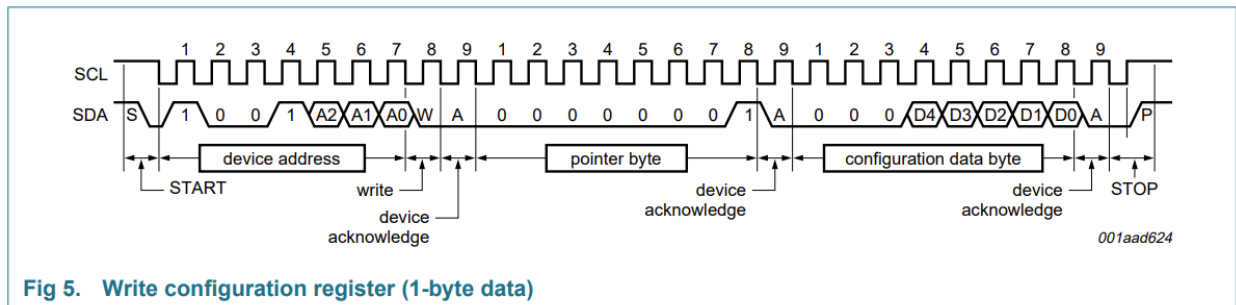 1 2 3 4 5 6 7 8 9 1 2 3 4 5 6 7 8 9 1 2 3 4 5 6 7 8 9
SCL
SDA S 1 0 0 1 A2 A1 A0 W A 0 0 0 0 0 0 0 1 A 0 0 0 D4 D3 D2 D1 D0 A P
device address pointer byte configuration data byte
START write device device STOP
device acknowledge acknowledge
acknowledge
001aad624
Fig 5. Write configuration register (1-byte data)